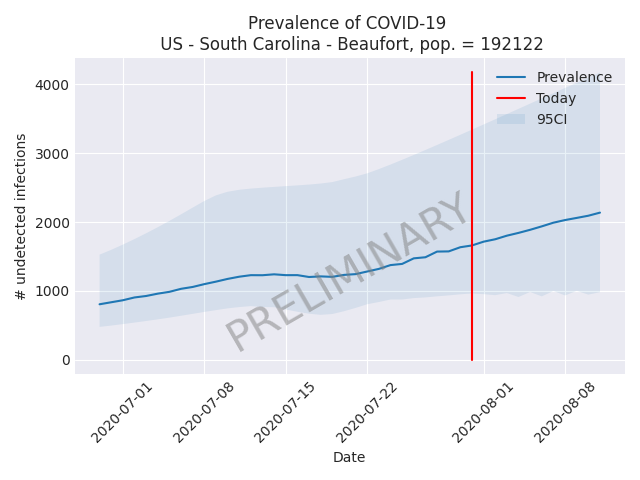 Prevalence of COVID-19
US - South Carolina - Beaufort, pop. = 192122
# undetected infections
4000
3000
2000
1000
0
Prevalence
Today
95CI
PRELIMINARY
2020-07-01
2020-07-08
2020-07-15
2020-07-22
2020-08-01
2020-08-08
Date